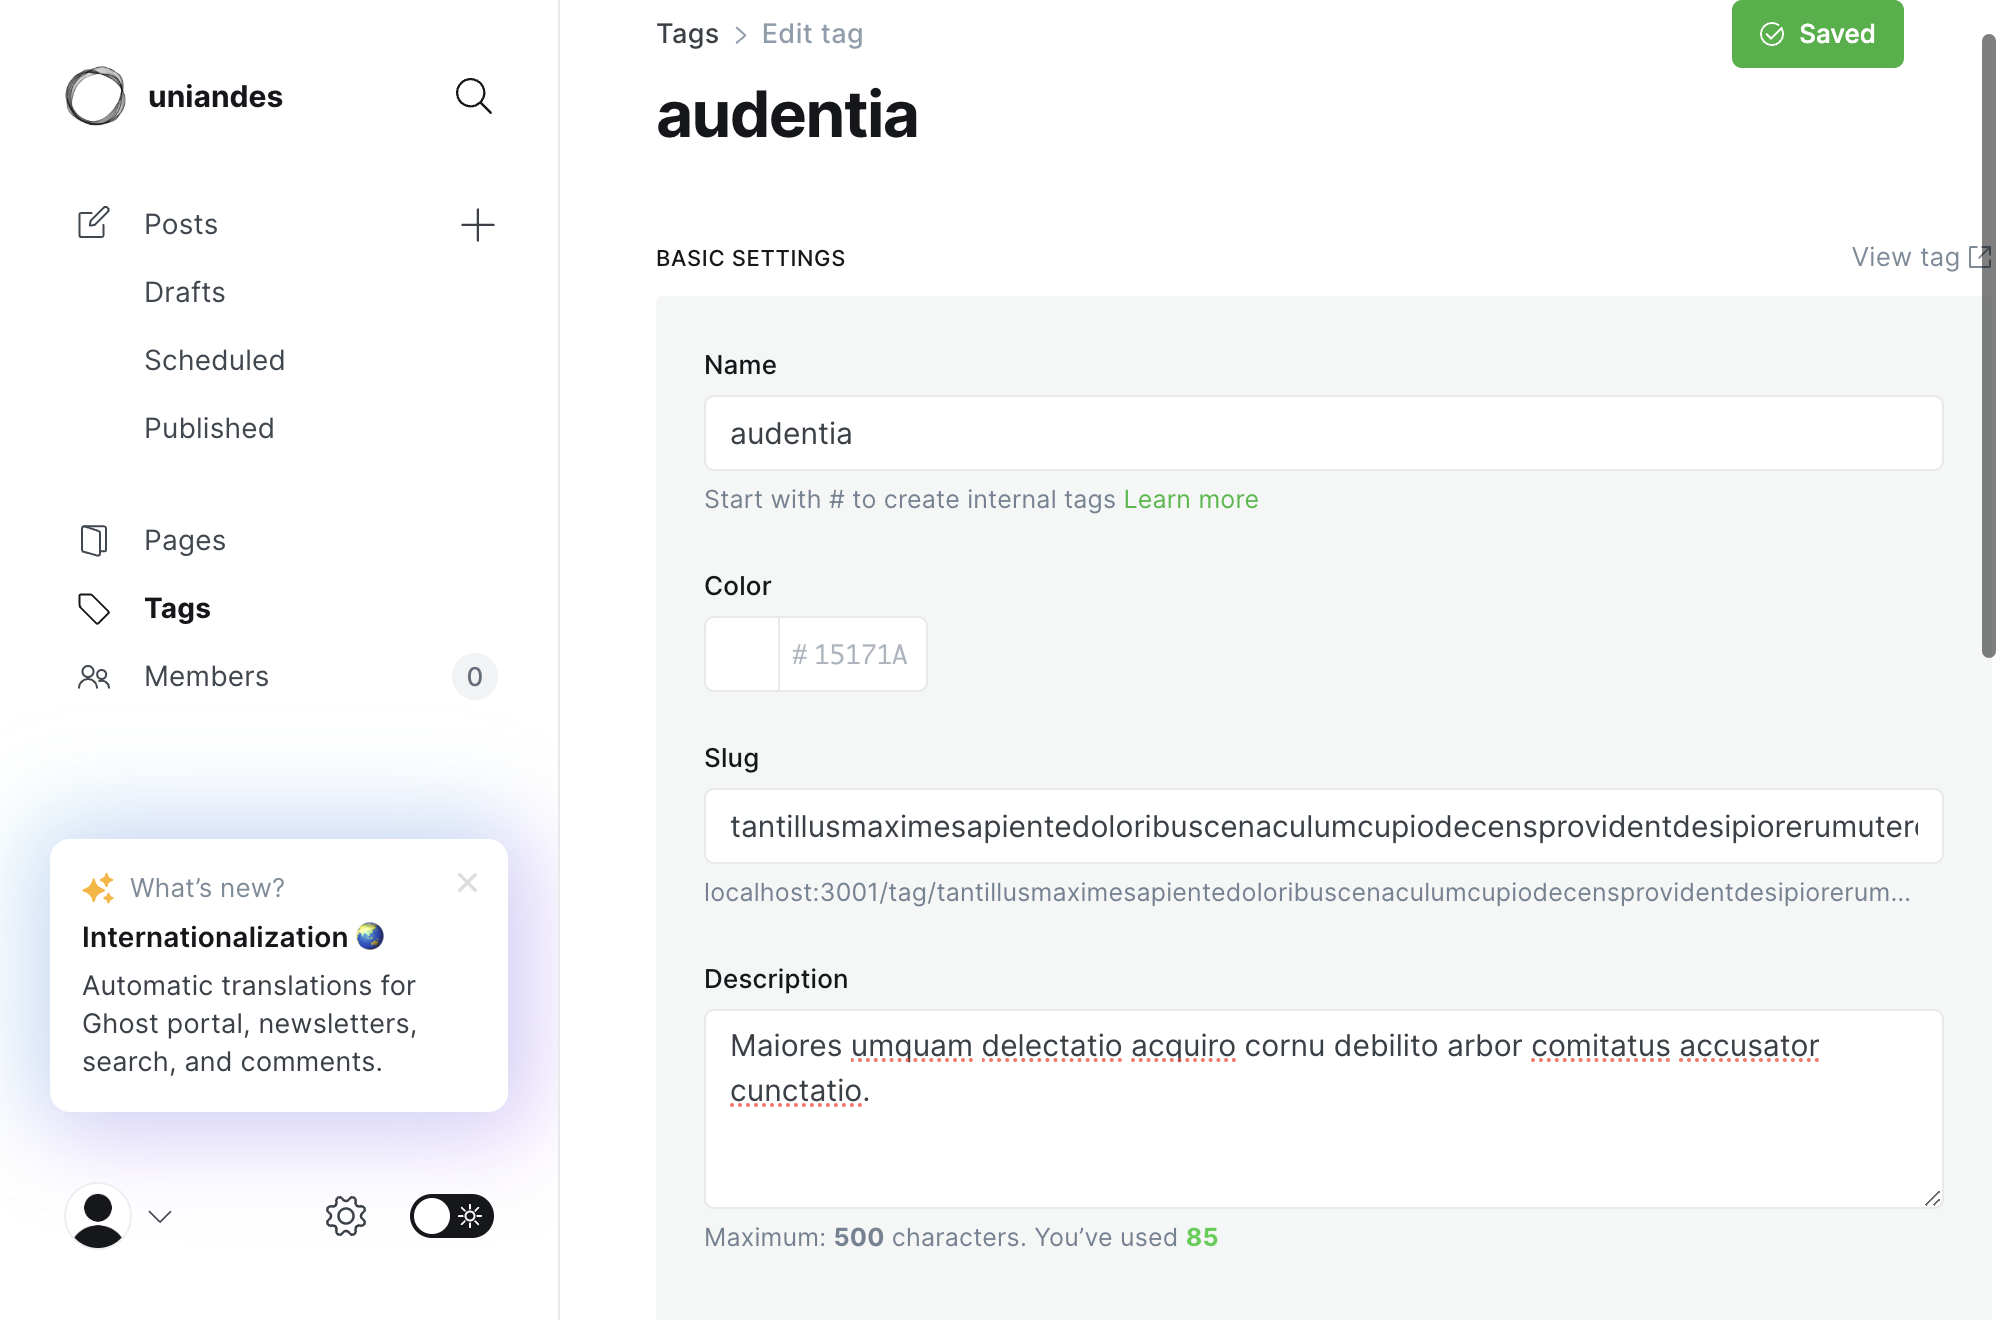 uniandes
Posts
Drafts
Scheduled
Published
Pages
Tags
Members
0
What's new?
Internationalization
Automatic translations for
Ghost portal, newsletters,
search, and comments.
Tags > Edit tag
Saved
audentia
BASIC SETTINGS
View tag
Name
audentia
Start with # to create internal tags Learn more
Color
# 15171A
Slug
tantillusmaximesapientedoloribuscenaculumcupiodecensprovidentdesipiorerumuter
localhost:3001/tag/tantillusmaximesapientedoloribuscenaculumcupiodecensprovidentdesipiorerum...
Description
Maiores umquam delectatio acquiro cornu debilito arbor comitatus accusator
cunctatio.
Maximum: 500 characters. You've used 85